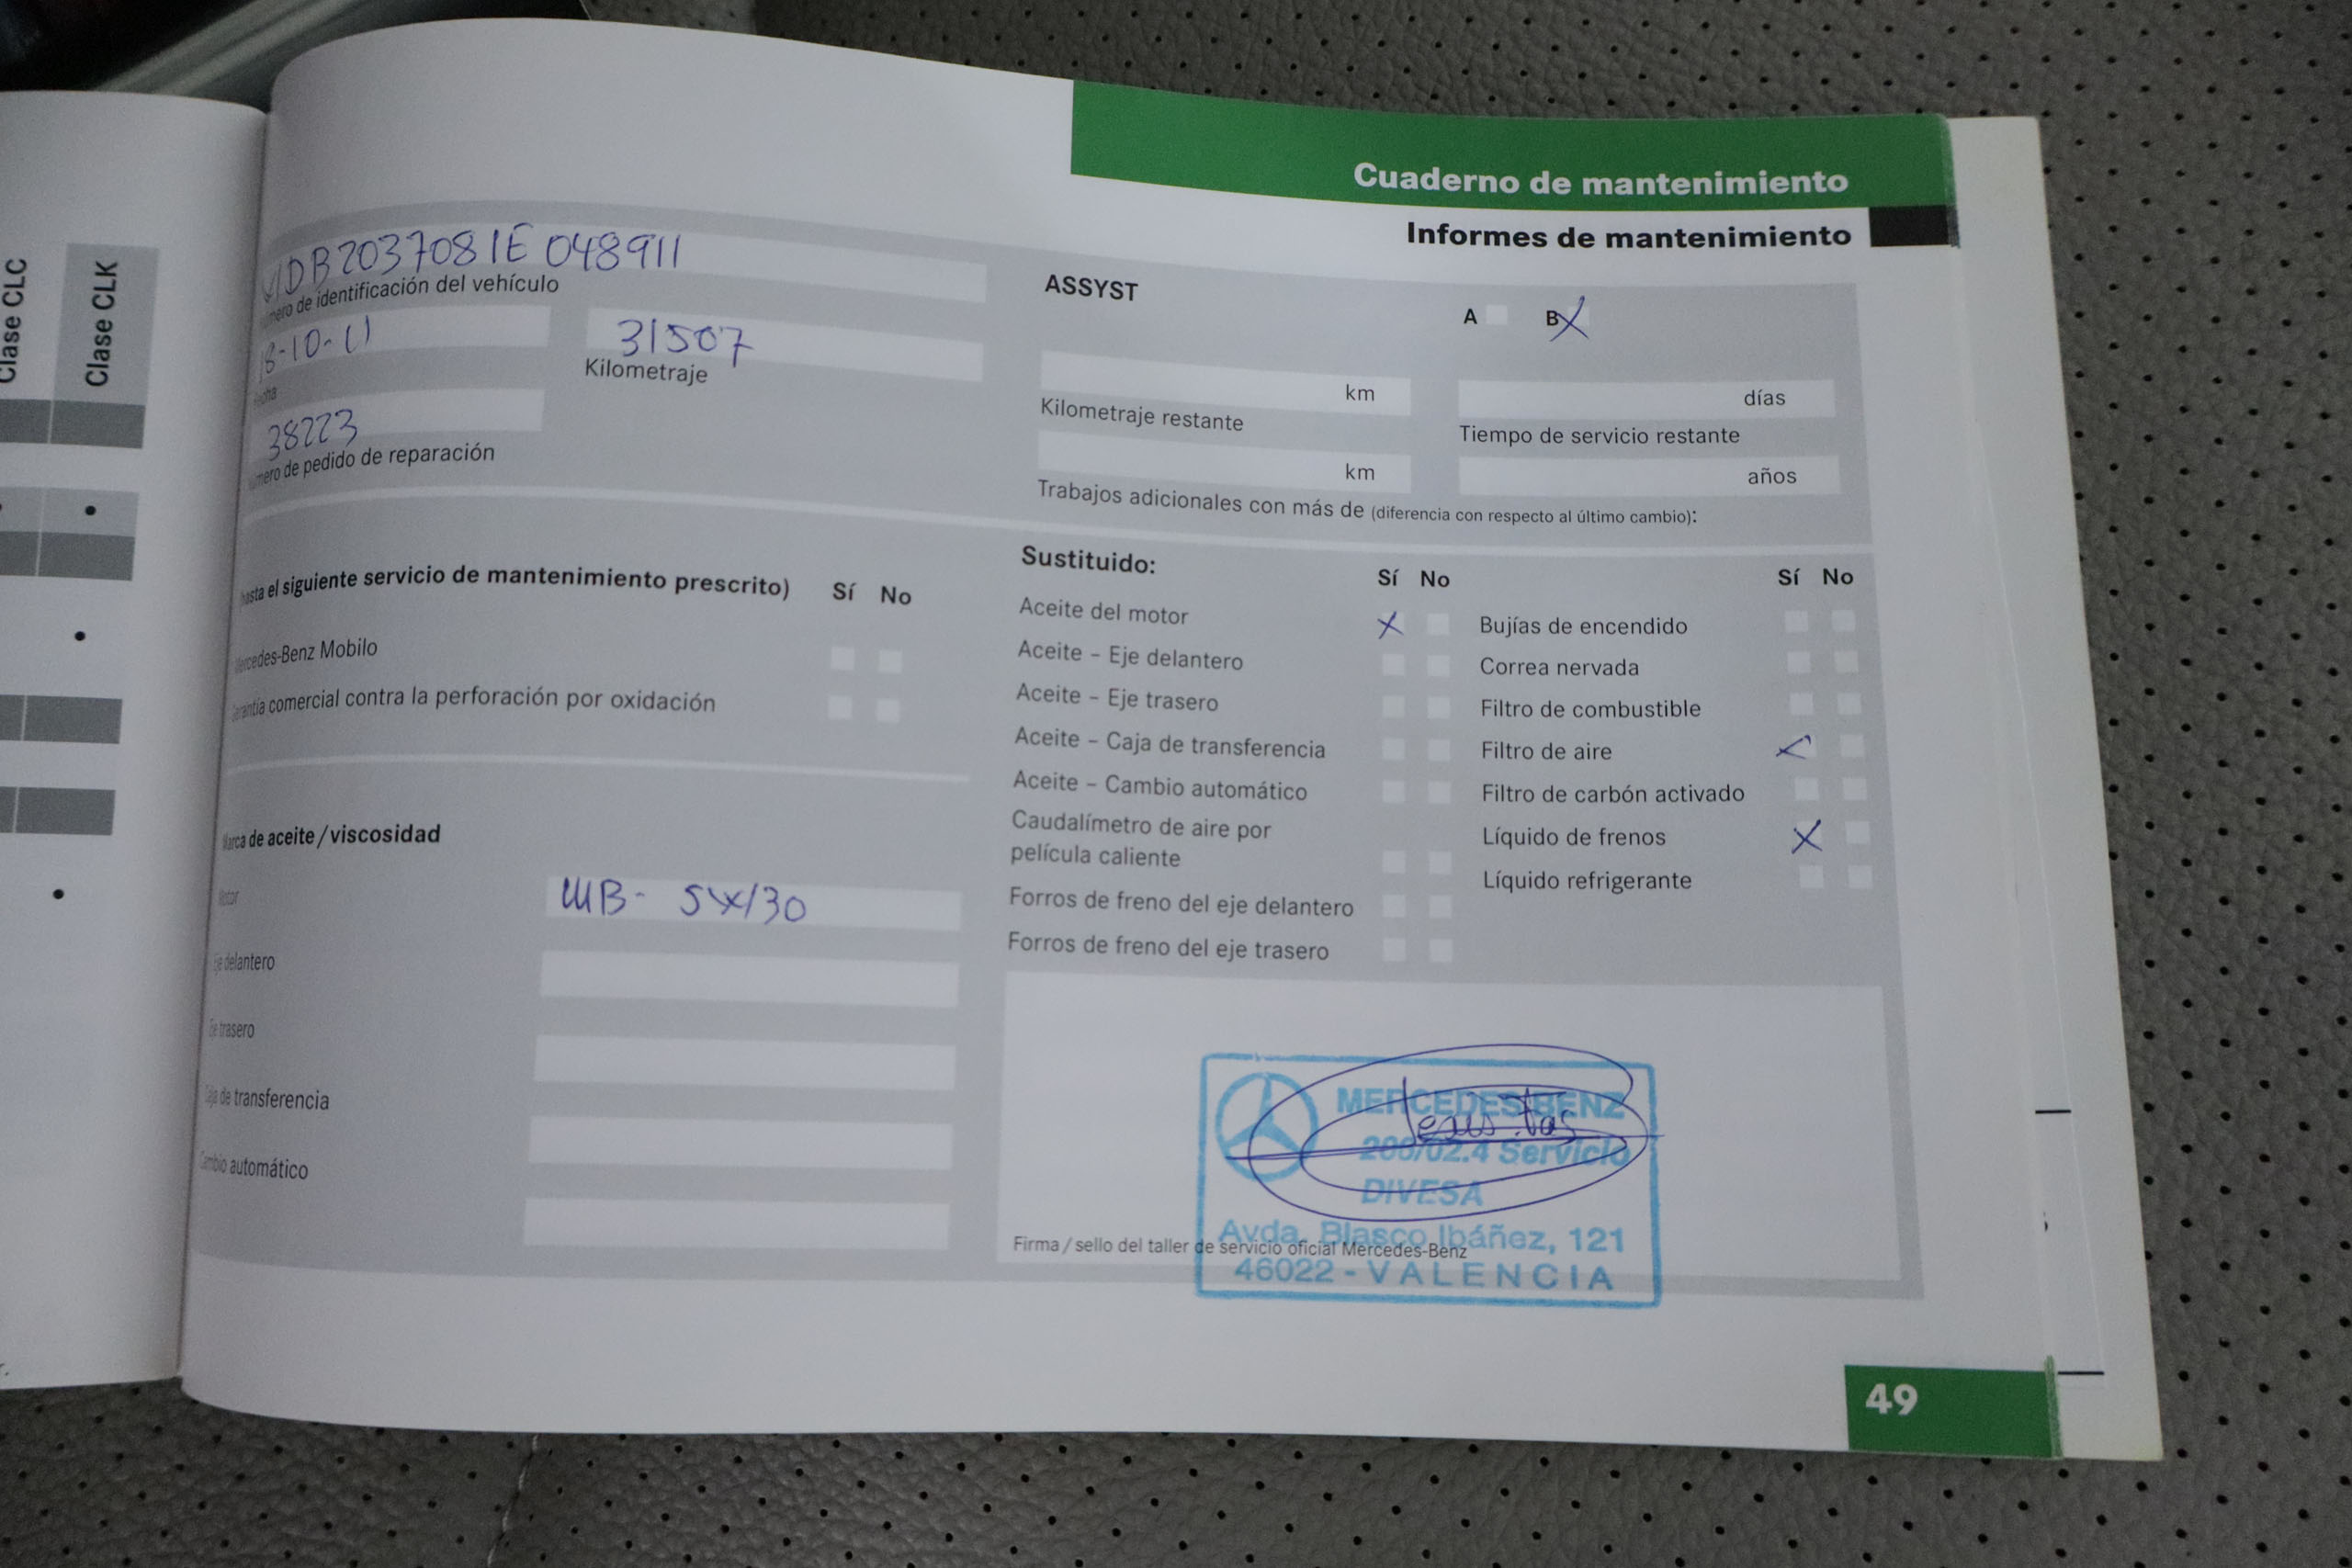 Clase CLC
Clase CLK
Cuaderno de mantenimiento
Informes de mantenimiento
WDB2037081E048911
número de identificación del vehículo
18-10-11
Fecha
31507
Kilometraje
38223
número de pedido de reparación
ASSYST
A B X
km
Kilometraje restante
días
Tiempo de servicio restante
km
años
Trabajos adicionales con más de (diferencia con respecto al último cambio):
hasta el siguiente servicio de mantenimiento prescrito) Sí No
Mercedes-Benz Mobilo
Garantía comercial contra la perforación por oxidación
Marca de aceite / viscosidad
Motor
MB- 5W/30
Eje delantero
Eje trasero
Caja de transferencia
Cambio automático
Sustituido:
Sí No
Aceite del motor X
Aceite – Eje delantero
Aceite – Eje trasero
Aceite – Caja de transferencia
Aceite – Cambio automático
Caudalímetro de aire por
película caliente
Forros de freno del eje delantero
Forros de freno del eje trasero
Sí No
Bujías de encendido
Correa nervada
Filtro de combustible
Filtro de aire
Filtro de carbón activado
Líquido de frenos X
Líquido refrigerante
MERCEDES-BENZ
200/02.4 Servicio
DIVESA
Avda. Blasco Ibáñez, 121
46022 - VALENCIA
Firma / sello del taller de servicio oficial Mercedes-Benz
49